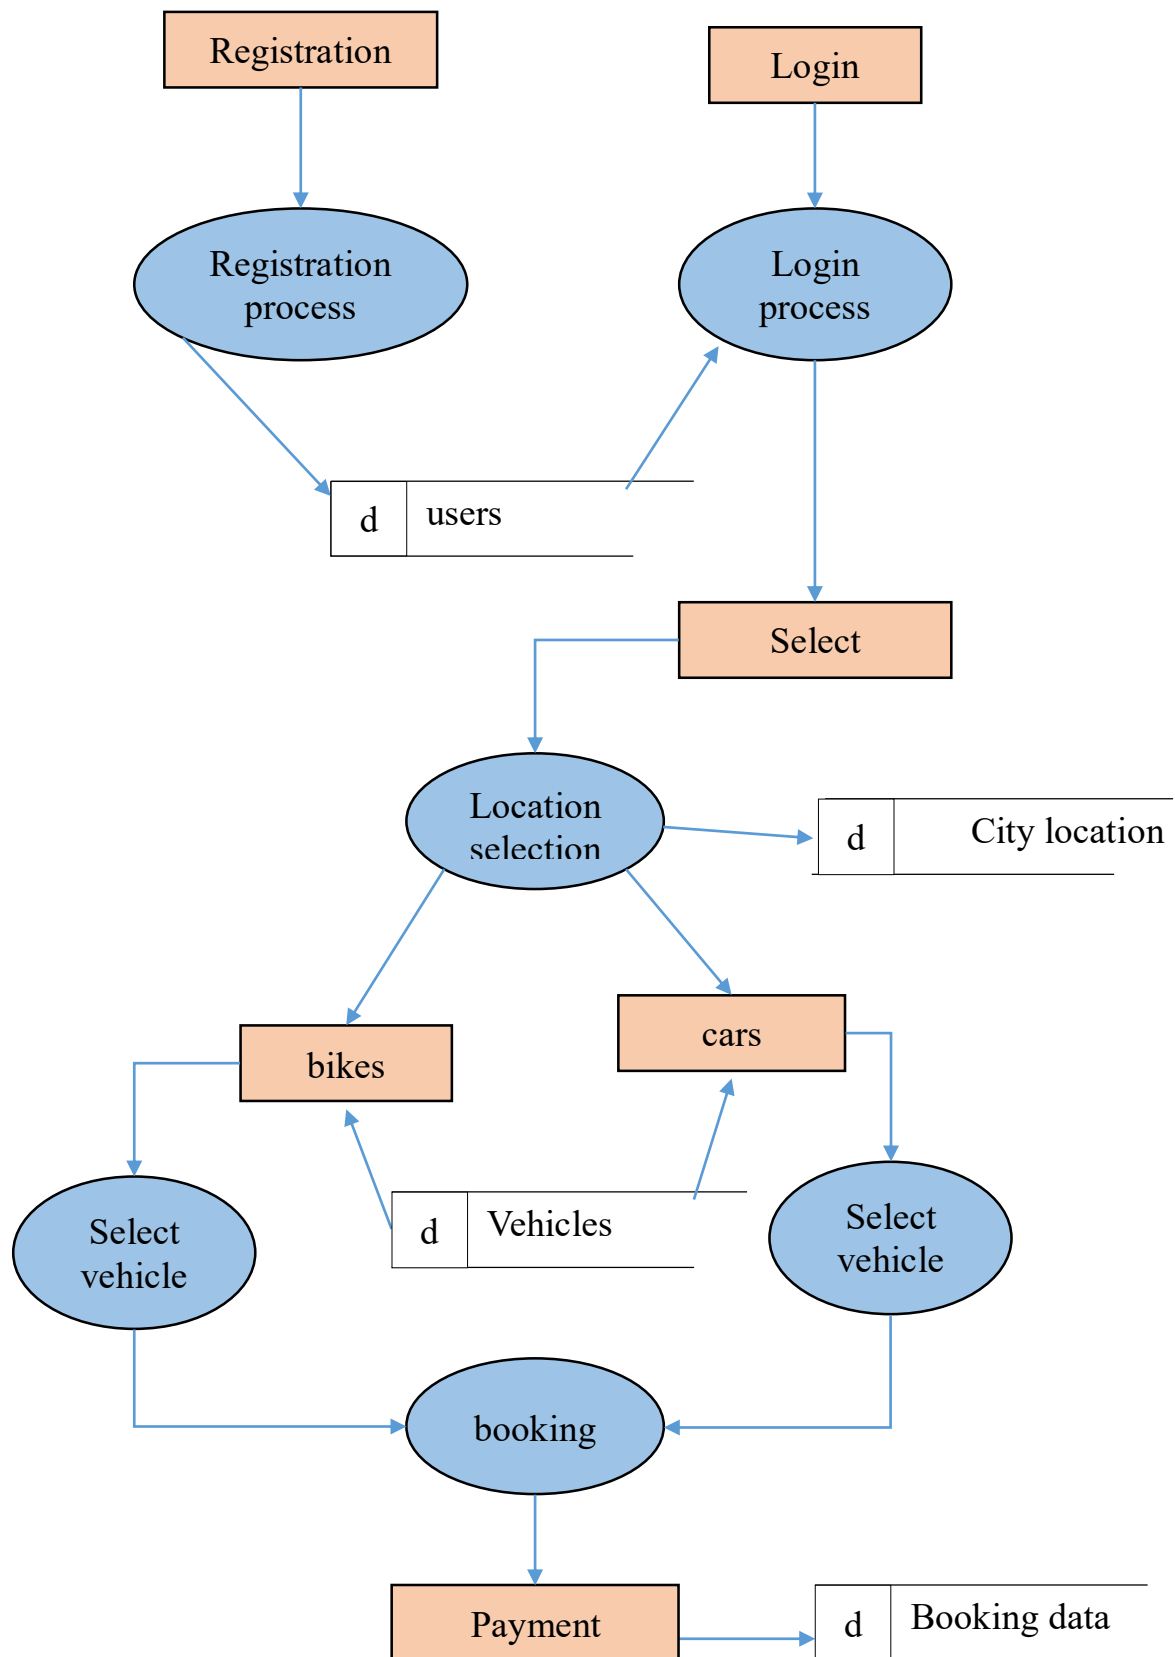 Registration
Login
Registration
process
Login
process
d
users
Select
Location
selection
d
City location
cars
bikes
Select
vehicle
d
Vehicles
Select
vehicle
booking
Payment
d
Booking data